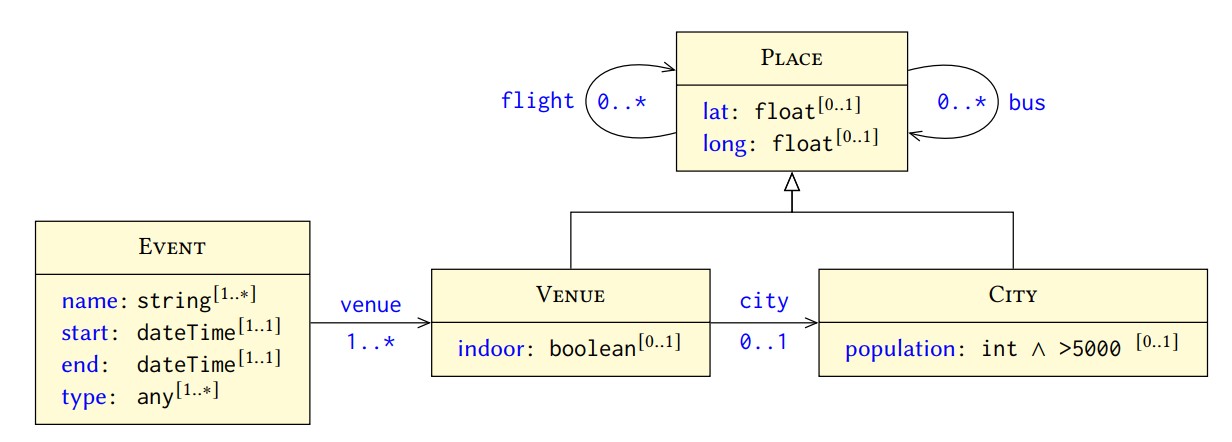 PLACE
lat: float[0..1]
long: float[0..1]
flight
0..*
0..*
bus
EVENT
name: string[1..*]
start: dateTime[1..1]
end: dateTime[1..1]
type: any[1..*]
venue
1..*
VENUE
indoor: boolean[0..1]
city
0..1
CITY
population: int ∧ >5000 [0..1]